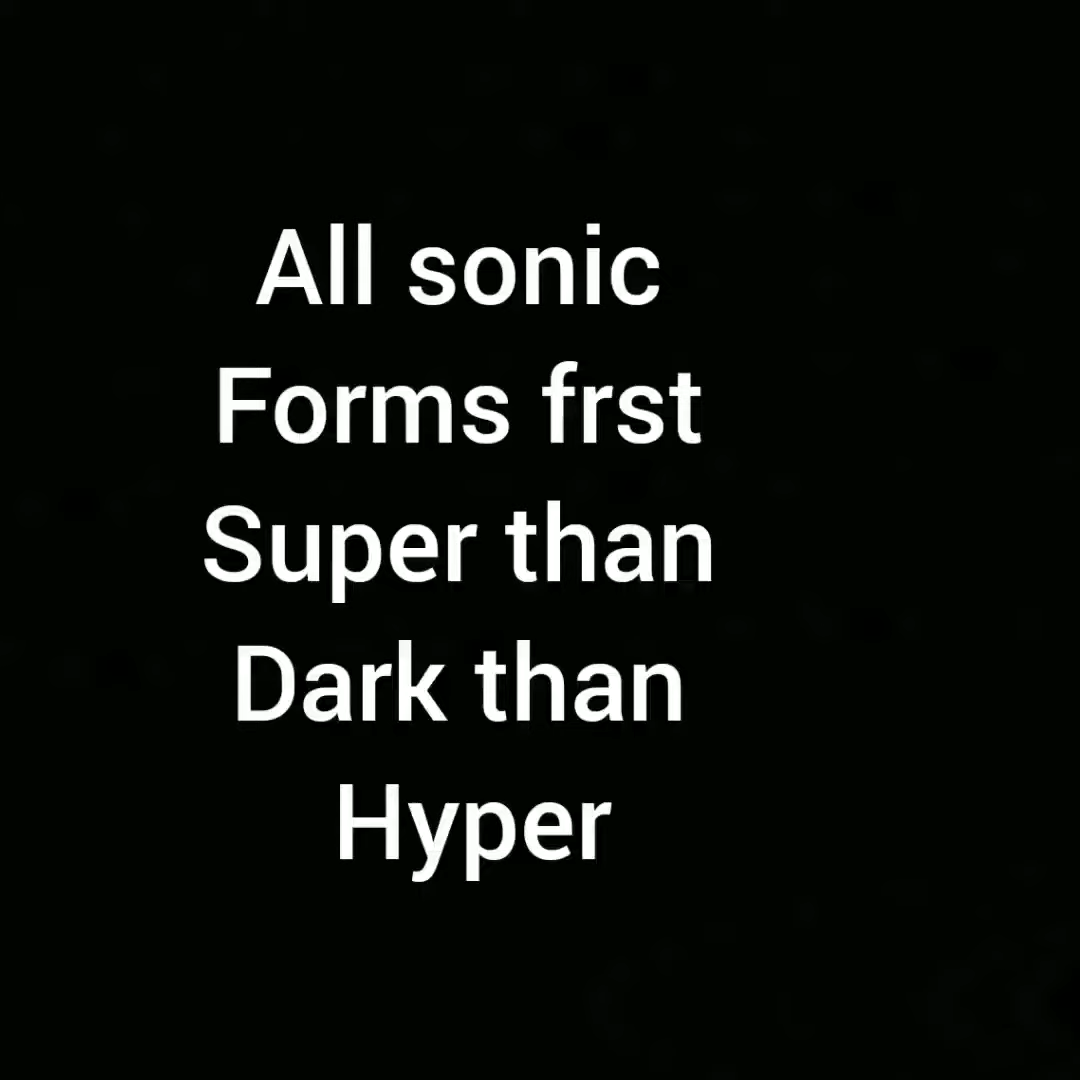 All sonic
Forms frst
Super than
Dark than
Hyper